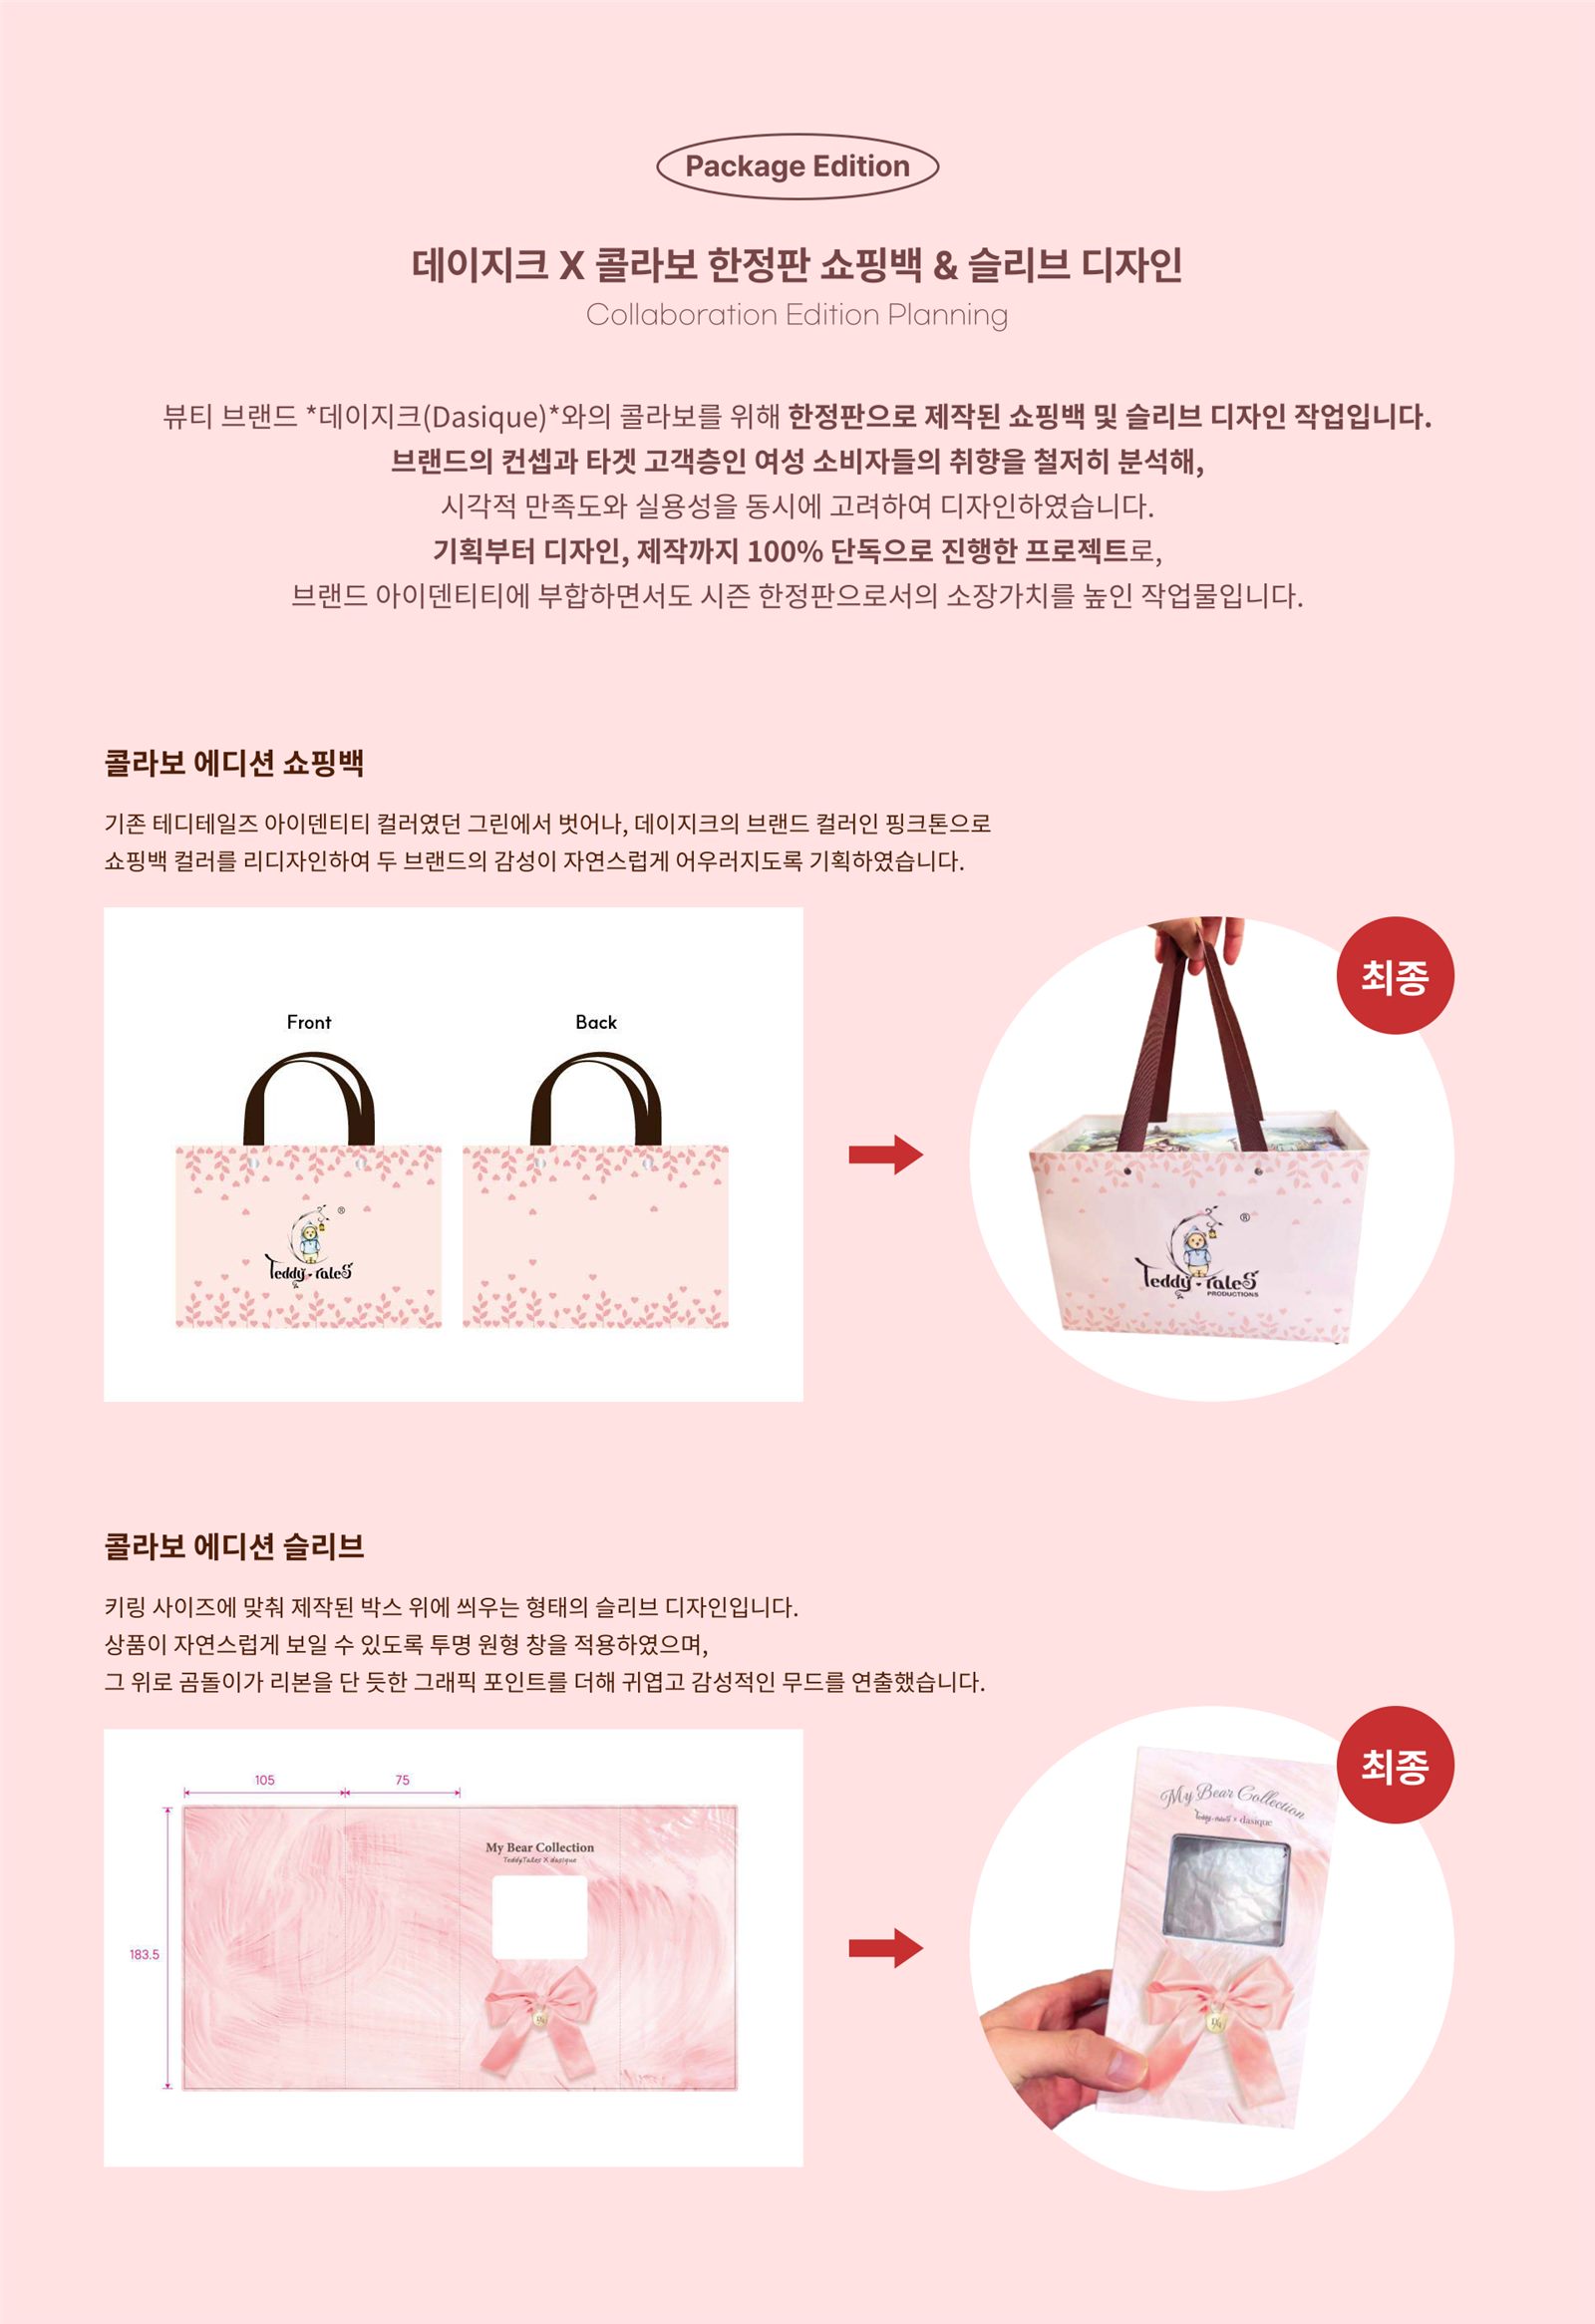 Package Edition
데이지크 X 콜라보 한정판 쇼핑백 & 슬리브 디자인
Collaboration Edition Planning
뷰티 브랜드 *데이지크(Dasique)*와의 콜라보를 위해 한정판으로 제작된 쇼핑백 및 슬리브 디자인 작업입니다.
브랜드의 컨셉과 타겟 고객층인 여성 소비자들의 취향을 철저히 분석해,
시각적 만족도와 실용성을 동시에 고려하여 디자인하였습니다.
기획부터 디자인, 제작까지 100% 단독으로 진행한 프로젝트로,
브랜드 아이덴티티에 부합하면서도 시즌 한정판으로서의 소장가치를 높인 작업물입니다.
콜라보 에디션 쇼핑백
기존 테디테일즈 아이덴티티 컬러였던 그린에서 벗어나, 데이지크의 브랜드 컬러인 핑크톤으로
쇼핑백 컬러를 리디자인하여 두 브랜드의 감성이 자연스럽게 어우러지도록 기획하였습니다.
Front
Back
®
Teddy·Tales
최종
®
Teddy·Tales
PRODUCTIONS
콜라보 에디션 슬리브
키링 사이즈에 맞춰 제작된 박스 위에 씌우는 형태의 슬리브 디자인입니다.
상품이 자연스럽게 보일 수 있도록 투명 원형 창을 적용하였으며,
그 위로 곰돌이가 리본을 단 듯한 그래픽 포인트를 더해 귀엽고 감성적인 무드를 연출했습니다.
105
75
183.5
My Bear Collection
TeddyTales X dasique
최종
My Bear Collection
Teddy·Tales x dasique